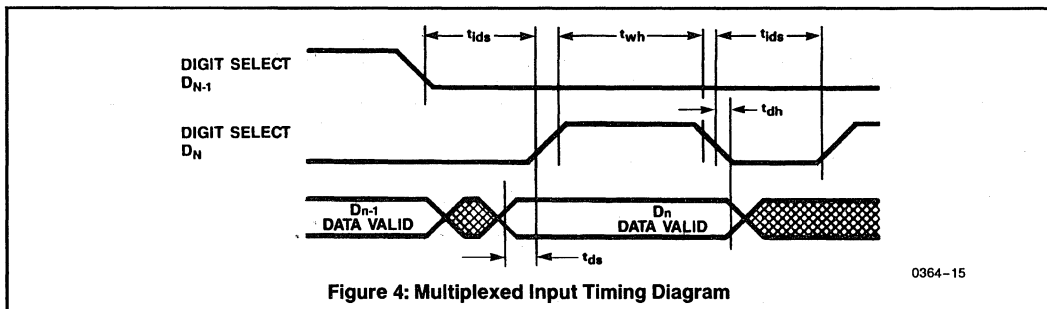 tids
twh
tids
DIGIT SELECT
DN-1
tdh
DIGIT SELECT
DN
Dn-1
DATA VALID
Dn
DATA VALID
tds
0364-15
Figure 4: Multiplexed Input Timing Diagram